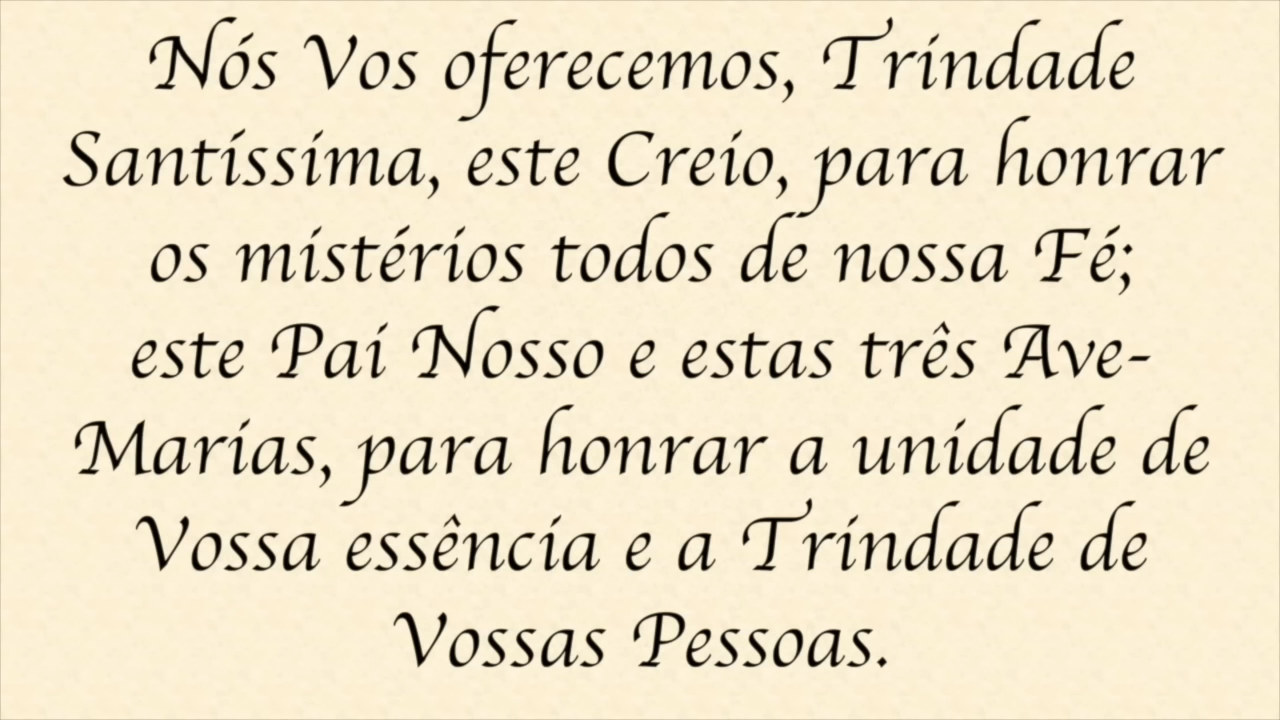 Nós Vos oferecemos, Trindade
Santíssima, este Creio, para honrar
os mistérios todos de nossa Fé;
este Pai Nosso e estas três Ave-
Marias, para honrar a unidade de
Vossa essência e a Trindade de
Vossas Pessoas.